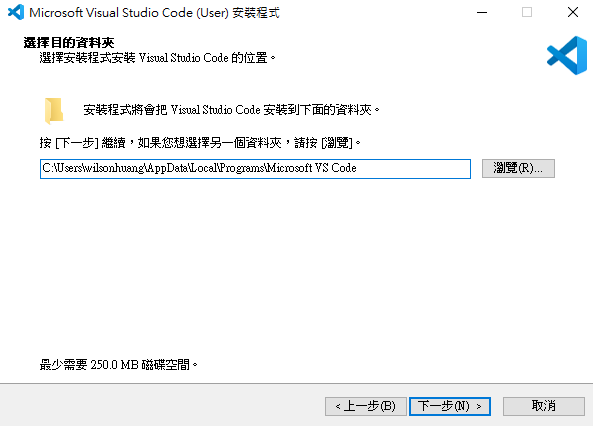 Microsoft Visual Studio Code (User) 安裝程式
選擇目的資料夾
選擇安裝程式安裝 Visual Studio Code 的位置。
安裝程式將會把 Visual Studio Code 安裝到下面的資料夾。
按 [下一步] 繼續，如果您想選擇另一個資料夾，請按 [瀏覽]。
C:\Users\wilsonhuang\AppData\Local\Programs\Microsoft VS Code
瀏覽(R)...
最少需要 250.0 MB 磁碟空間。
< 上一步(B)
下一步(N) >
取消